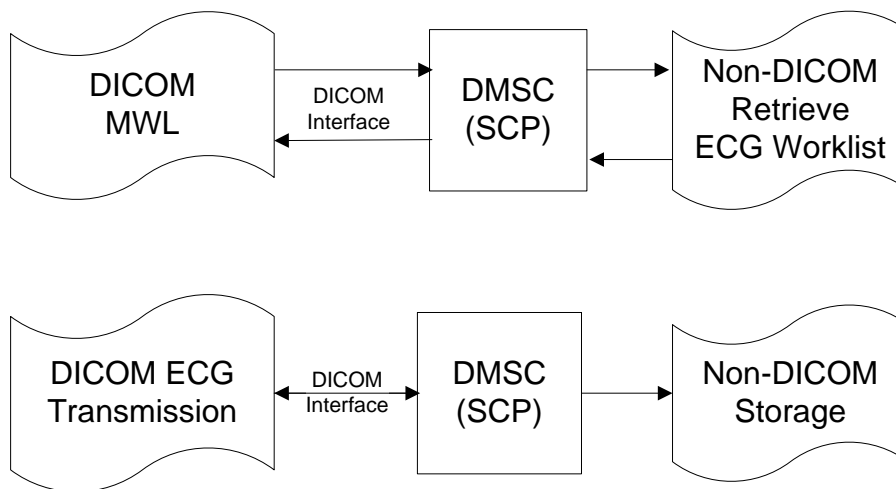 DICOM
MWL
DICOM
Interface
DMSC
(SCP)
Non-DICOM
Retrieve
ECG Worklist
DICOM ECG
Transmission
DICOM
Interface
DMSC
(SCP)
Non-DICOM
Storage